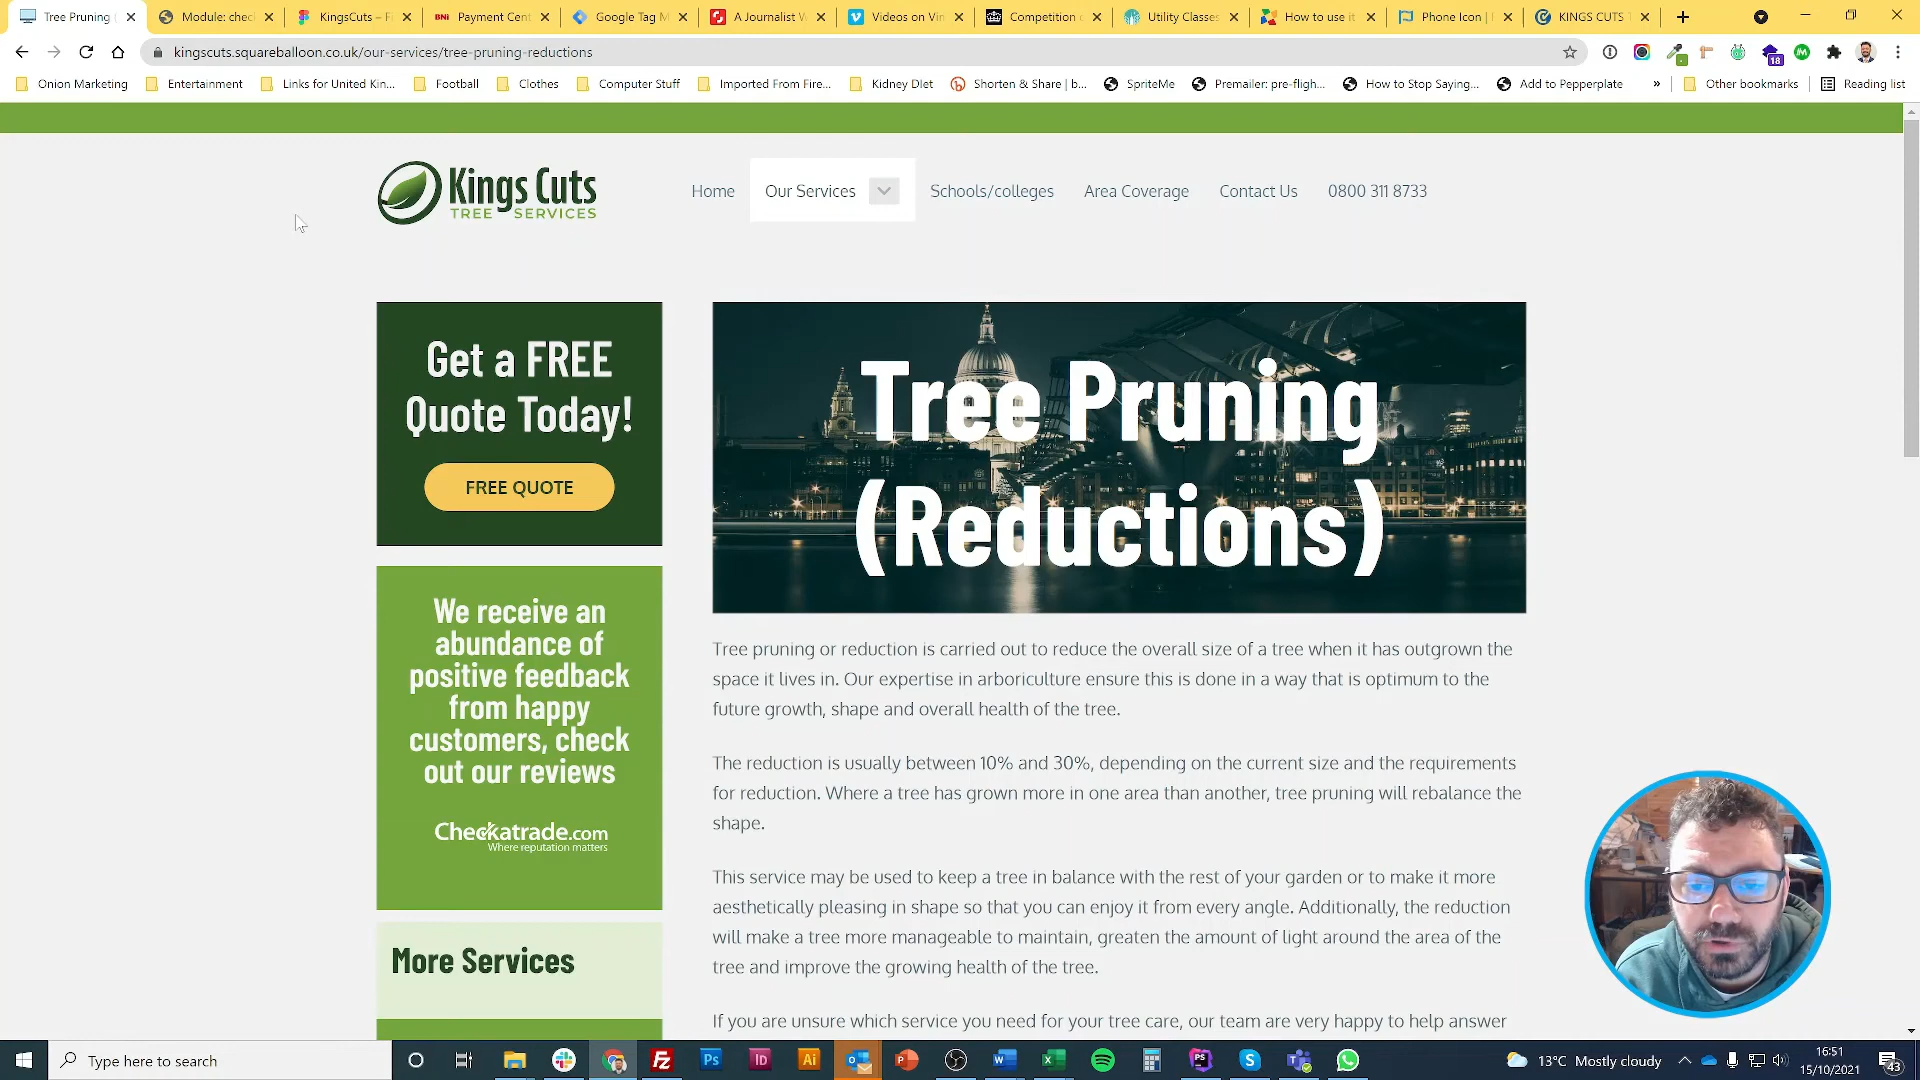 Tree Pruning
Module: chec
KingsCuts – Fi
BNI Payment Cent
Google Tag M
A Journalist W
Videos on Vim
Competition
Utility Classes
How to use it
Phone Icon |
KINGS CUTS
kingscuts.squareballoon.co.uk/our-services/tree-pruning-reductions
18
Onion Marketing
Entertainment
Links for United Kin...
Football
Clothes
Computer Stuff
Imported From Fire...
Kidney DIet
Shorten & Share | b...
SpriteMe
Premailer: pre-fligh...
How to Stop Saying...
Add to Pepperplate
»
Other bookmarks
Reading list
Kings Cuts
TREE SERVICES
Home
Our Services
Schools/colleges
Area Coverage
Contact Us
0800 311 8733
Get a FREE
Quote Today!
FREE QUOTE
We receive an
abundance of
positive feedback
from happy
customers, check
out our reviews
Checkatrade.com
Where reputation matters
More Services
Tree Pruning
(Reductions)
Tree pruning or reduction is carried out to reduce the overall size of a tree when it has outgrown the
space it lives in. Our expertise in arboriculture ensure this is done in a way that is optimum to the
future growth, shape and overall health of the tree.
The reduction is usually between 10% and 30%, depending on the current size and the requirements
for reduction. Where a tree has grown more in one area than another, tree pruning will rebalance the
shape.
This service may be used to keep a tree in balance with the rest of your garden or to make it more
aesthetically pleasing in shape so that you can enjoy it from every angle. Additionally, the reduction
will make a tree more manageable to maintain, greaten the amount of light around the area of the
tree and improve the growing health of the tree.
If you are unsure which service you need for your tree care, our team are very happy to help answer
Type here to search
Ps
Id
Ai
PS
13°C Mostly cloudy
16:51
15/10/2021
43